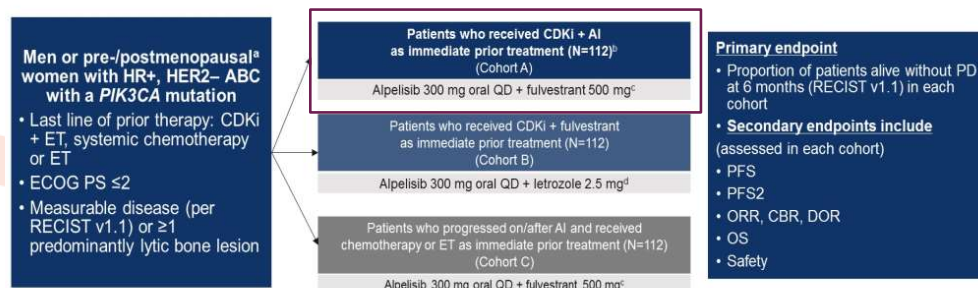 Men or pre-/postmenopausalᵃ
women with HR+, HER2– ABC
with a PIK3CA mutation
• Last line of prior therapy: CDKi
+ ET, systemic chemotherapy
or ET
• ECOG PS ≤2
• Measurable disease (per
RECIST v1.1) or ≥1
predominantly lytic bone lesion
Patients who received CDKi + AI
as immediate prior treatment (N=112)ᵇ
(Cohort A)
Alpelisib 300 mg oral QD + fulvestrant 500 mgᶜ
Patients who received CDKi + fulvestrant
as immediate prior treatment (N=112)
(Cohort B)
Alpelisib 300 mg oral QD + letrozole 2.5 mgᵈ
Patients who progressed on/after AI and received
chemotherapy or ET as immediate prior treatment (N=112)
(Cohort C)
Alpelisib 300 mg oral QD + fulvestrant 500 mgᶜ
Primary endpoint
• Proportion of patients alive without PD
at 6 months (RECIST v1.1) in each
cohort
• Secondary endpoints include
(assessed in each cohort)
• PFS
• PFS2
• ORR, CBR, DOR
• OS
• Safety